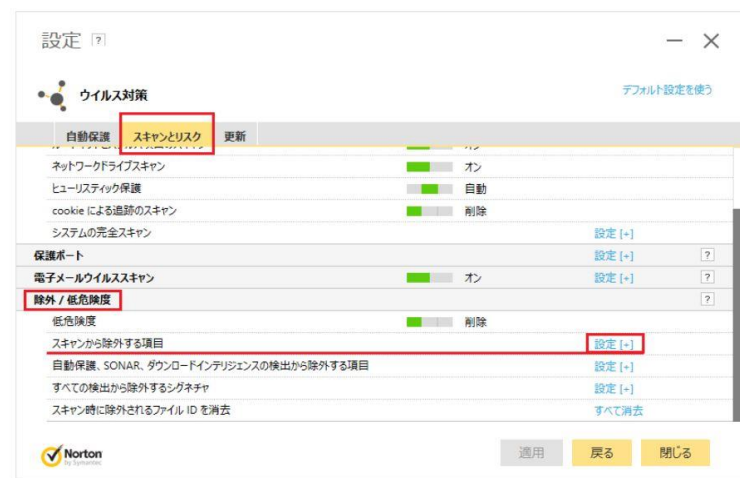 設定 ?
ウイルス対策
デフォルト設定を使う
自動保護 スキャンとリスク 更新
ネットワークドライブスキャン オン
ヒューリスティック保護 自動
cookie による追跡のスキャン 削除
システムの完全スキャン 設定 [+]
保護ポート 設定 [+] ?
電子メールウイルススキャン オン 設定 [+] ?
除外 / 低危険度 ?
低危険度 削除
スキャンから除外する項目 設定 [+]
自動保護、SONAR、ダウンロードインテリジェンスの検出から除外する項目 設定 [+]
すべての検出から除外するシグネチャ 設定 [+]
スキャン時に除外されるファイル ID を消去 すべて消去
Norton
by Symantec
適用 戻る 閉じる